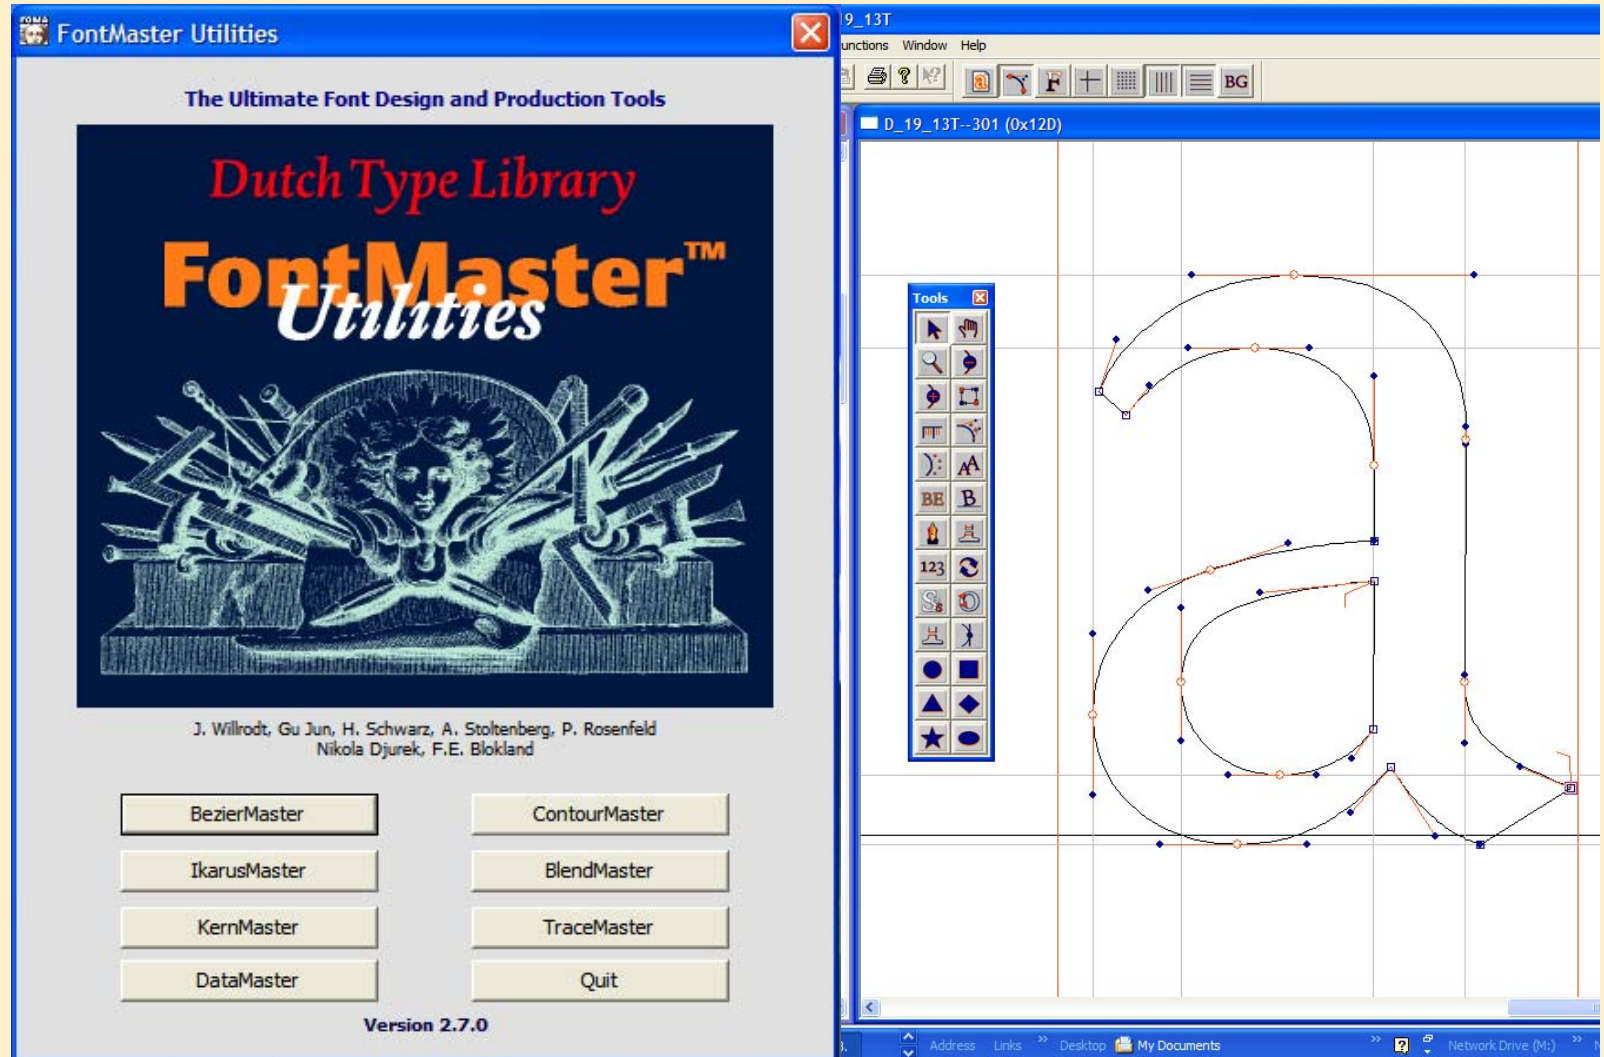 FontMaster Utilities
The Ultimate Font Design and Production Tools
Dutch Type Library
FontMaster™
Utilities
J. Willrodt, Gu Jun, H. Schwarz, A. Stoltenberg, P. Rosenfeld
Nikola Djurek, F.E. Blokland
BezierMaster
ContourMaster
IkarusMaster
BlendMaster
KernMaster
TraceMaster
DataMaster
Quit
Version 2.7.0
9_13T
unctions Window Help
F BG
D_19_13T--301 (0x12D)
Tools
AA
BE B
123
Address Links » Desktop My Documents » Network Drive (M:) »